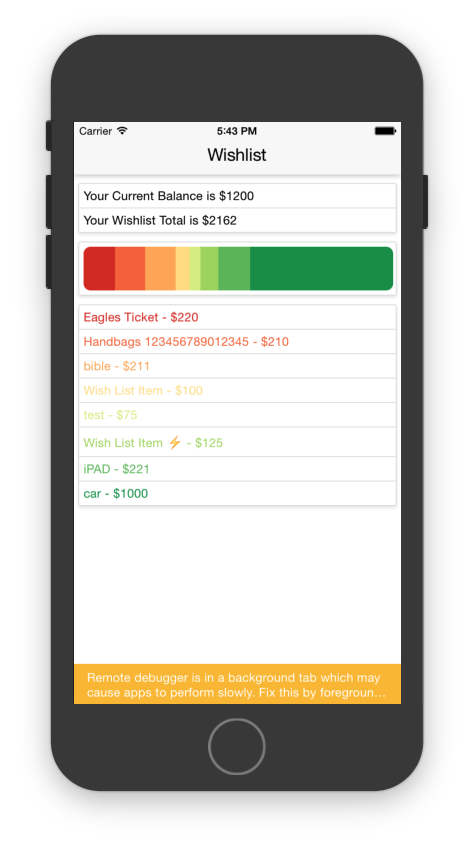 Carrier 5:43 PM
Wishlist
Your Current Balance is $1200
Your Wishlist Total is $2162
Eagles Ticket - $220
Handbags 123456789012345 - $210
bible - $211
Wish List Item - $100
test - $75
Wish List Item ⚡ - $125
iPAD - $221
car - $1000
Remote debugger is in a background tab which may
cause apps to perform slowly. Fix this by foregroun…